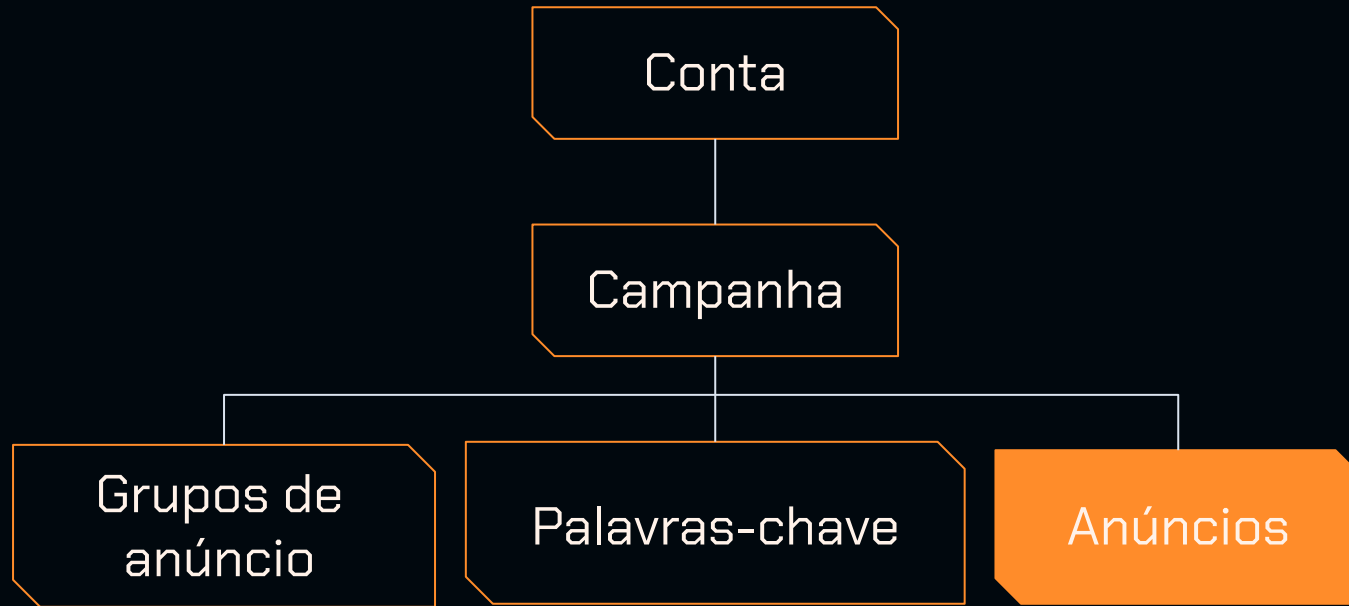 Conta
Campanha
Grupos de
anúncio
Palavras-chave
Anúncios